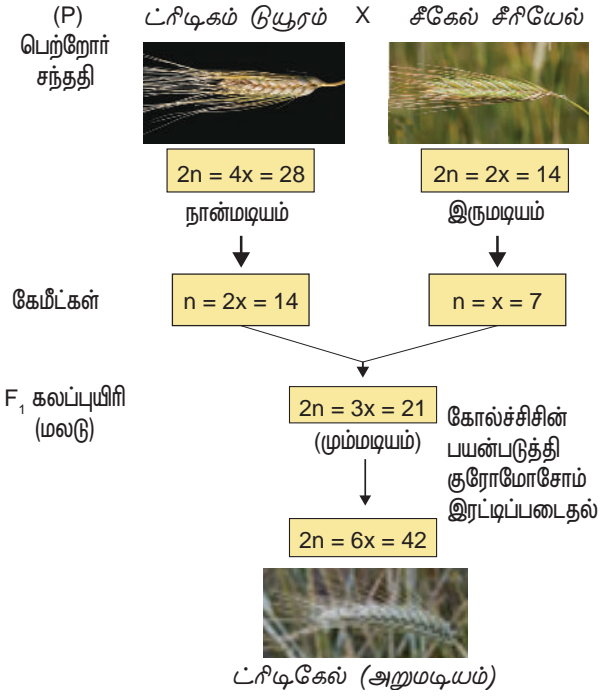 (P) ட்ரிடிகம் டுயூரம் X சீகேல் சீரியேல்
பெற்றோர்
சந்ததி
2n = 4x = 28 2n = 2x = 14
நான்மடியம் இருமடியம்
கேமீட்கள் n = 2x = 14 n = x = 7
F₁ கலப்புயிரி
(மலடு)
2n = 3x = 21
(மும்மடியம்)
கோல்ச்சிசின்
பயன்படுத்தி
குரோமோசோம்
இரட்டிப்படைதல்
2n = 6x = 42
ட்ரிடிகேல் (அறுமடியம்)